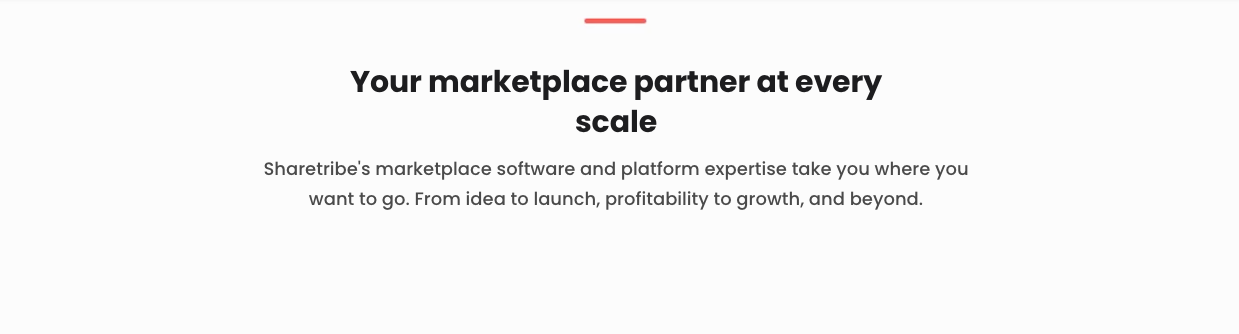 Your marketplace partner at every
scale
Sharetribe's marketplace software and platform expertise take you where you
want to go. From idea to launch, profitability to growth, and beyond.